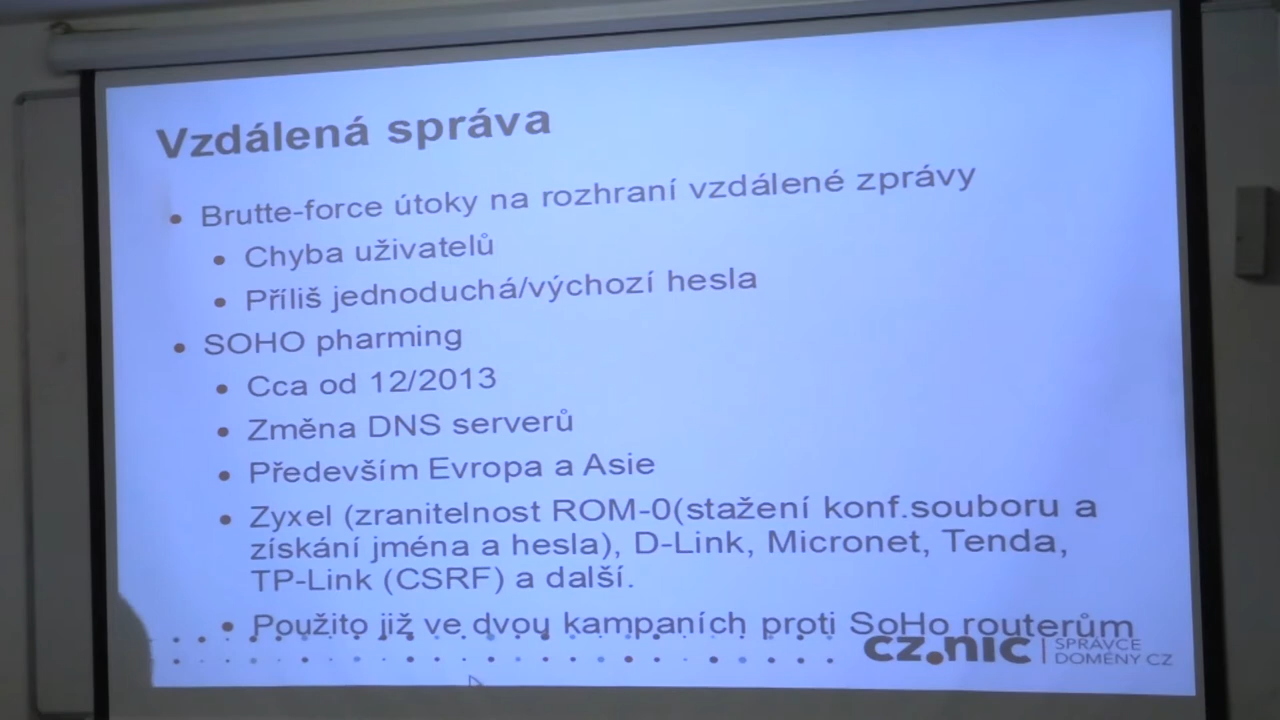 Vzdálená správa
• Brutte-force útoky na rozhraní vzdálené zprávy
• Chyba uživatelů
• Příliš jednoduchá/výchozí hesla
• SOHO pharming
• Cca od 12/2013
• Změna DNS serverů
• Především Evropa a Asie
• Zyxel (zranitelnost ROM-0(stažení konf.souboru a
získání jména a hesla), D-Link, Micronet, Tenda,
TP-Link (CSRF) a další.
• Použito již ve dvou kampaních proti SoHo routerům
cz.nic
SPRÁVCE
DOMÉNY CZ